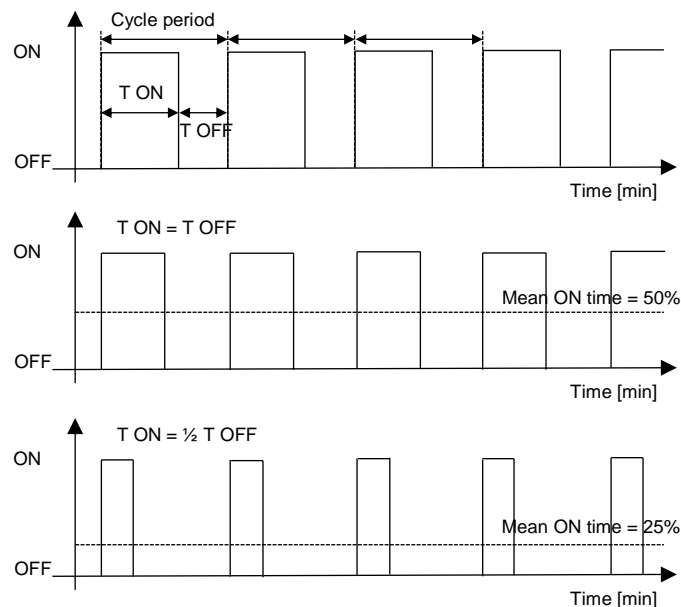 Cycle period
ON
T ON
T OFF
OFF
Time [min]
T ON = T OFF
ON
Mean ON time = 50%
OFF
Time [min]
T ON = ½ T OFF
ON
Mean ON time = 25%
OFF
Time [min]